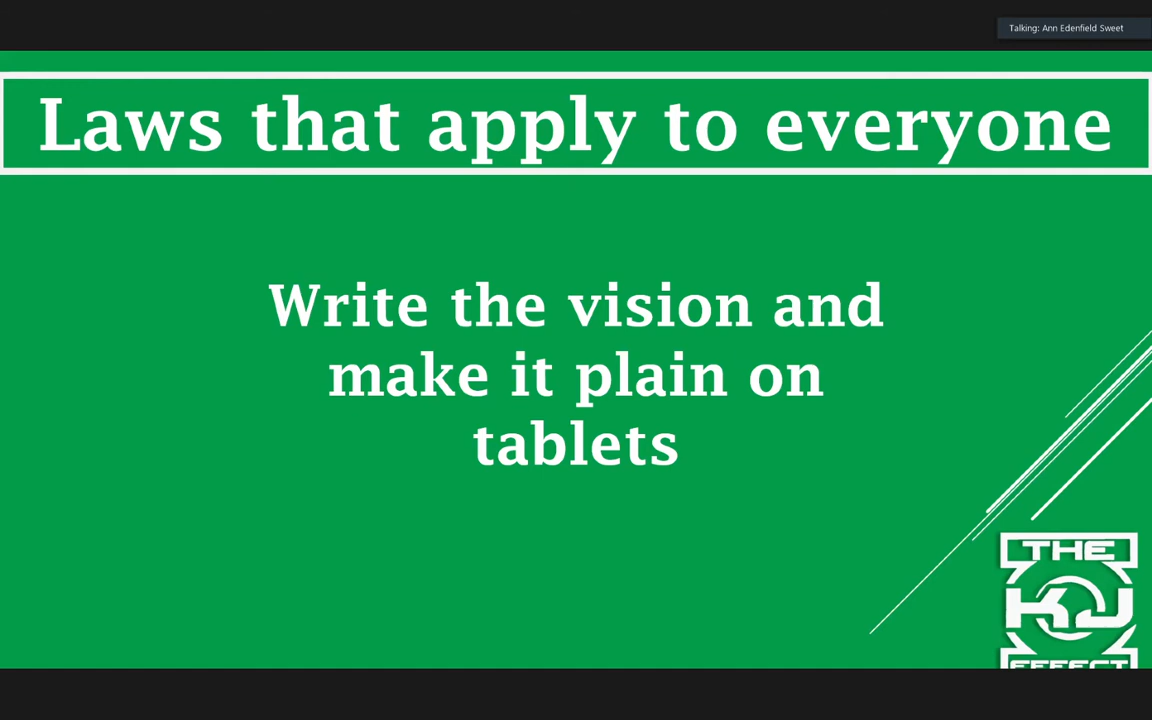 Talking: Ann Edenfield Sweet
Laws that apply to everyone
Write the vision and
make it plain on
tablets
THE
KJ
EFFECT